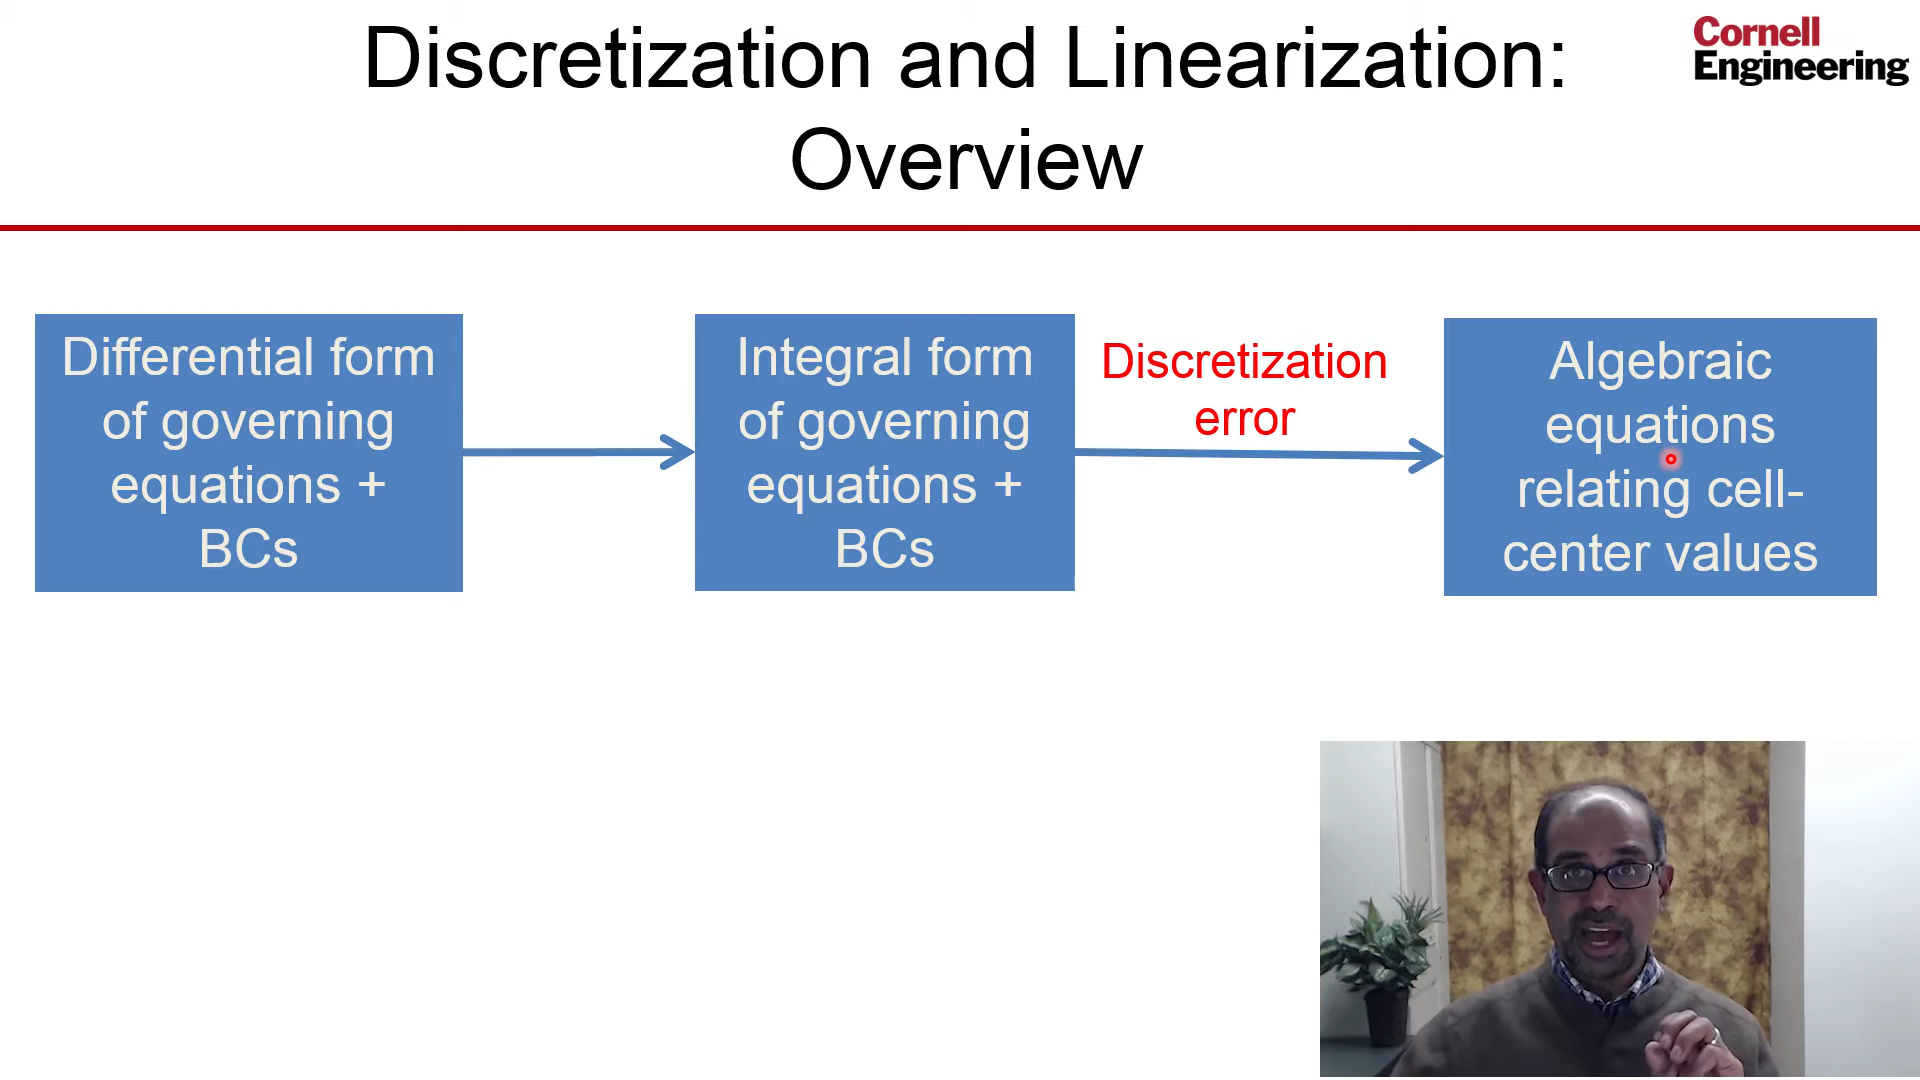 Discretization and Linearization:
Overview
Cornell
Engineering
Differential form
of governing
equations +
BCs
Integral form
of governing
equations +
BCs
Discretization
error
Algebraic
equations
relating cell-
center values